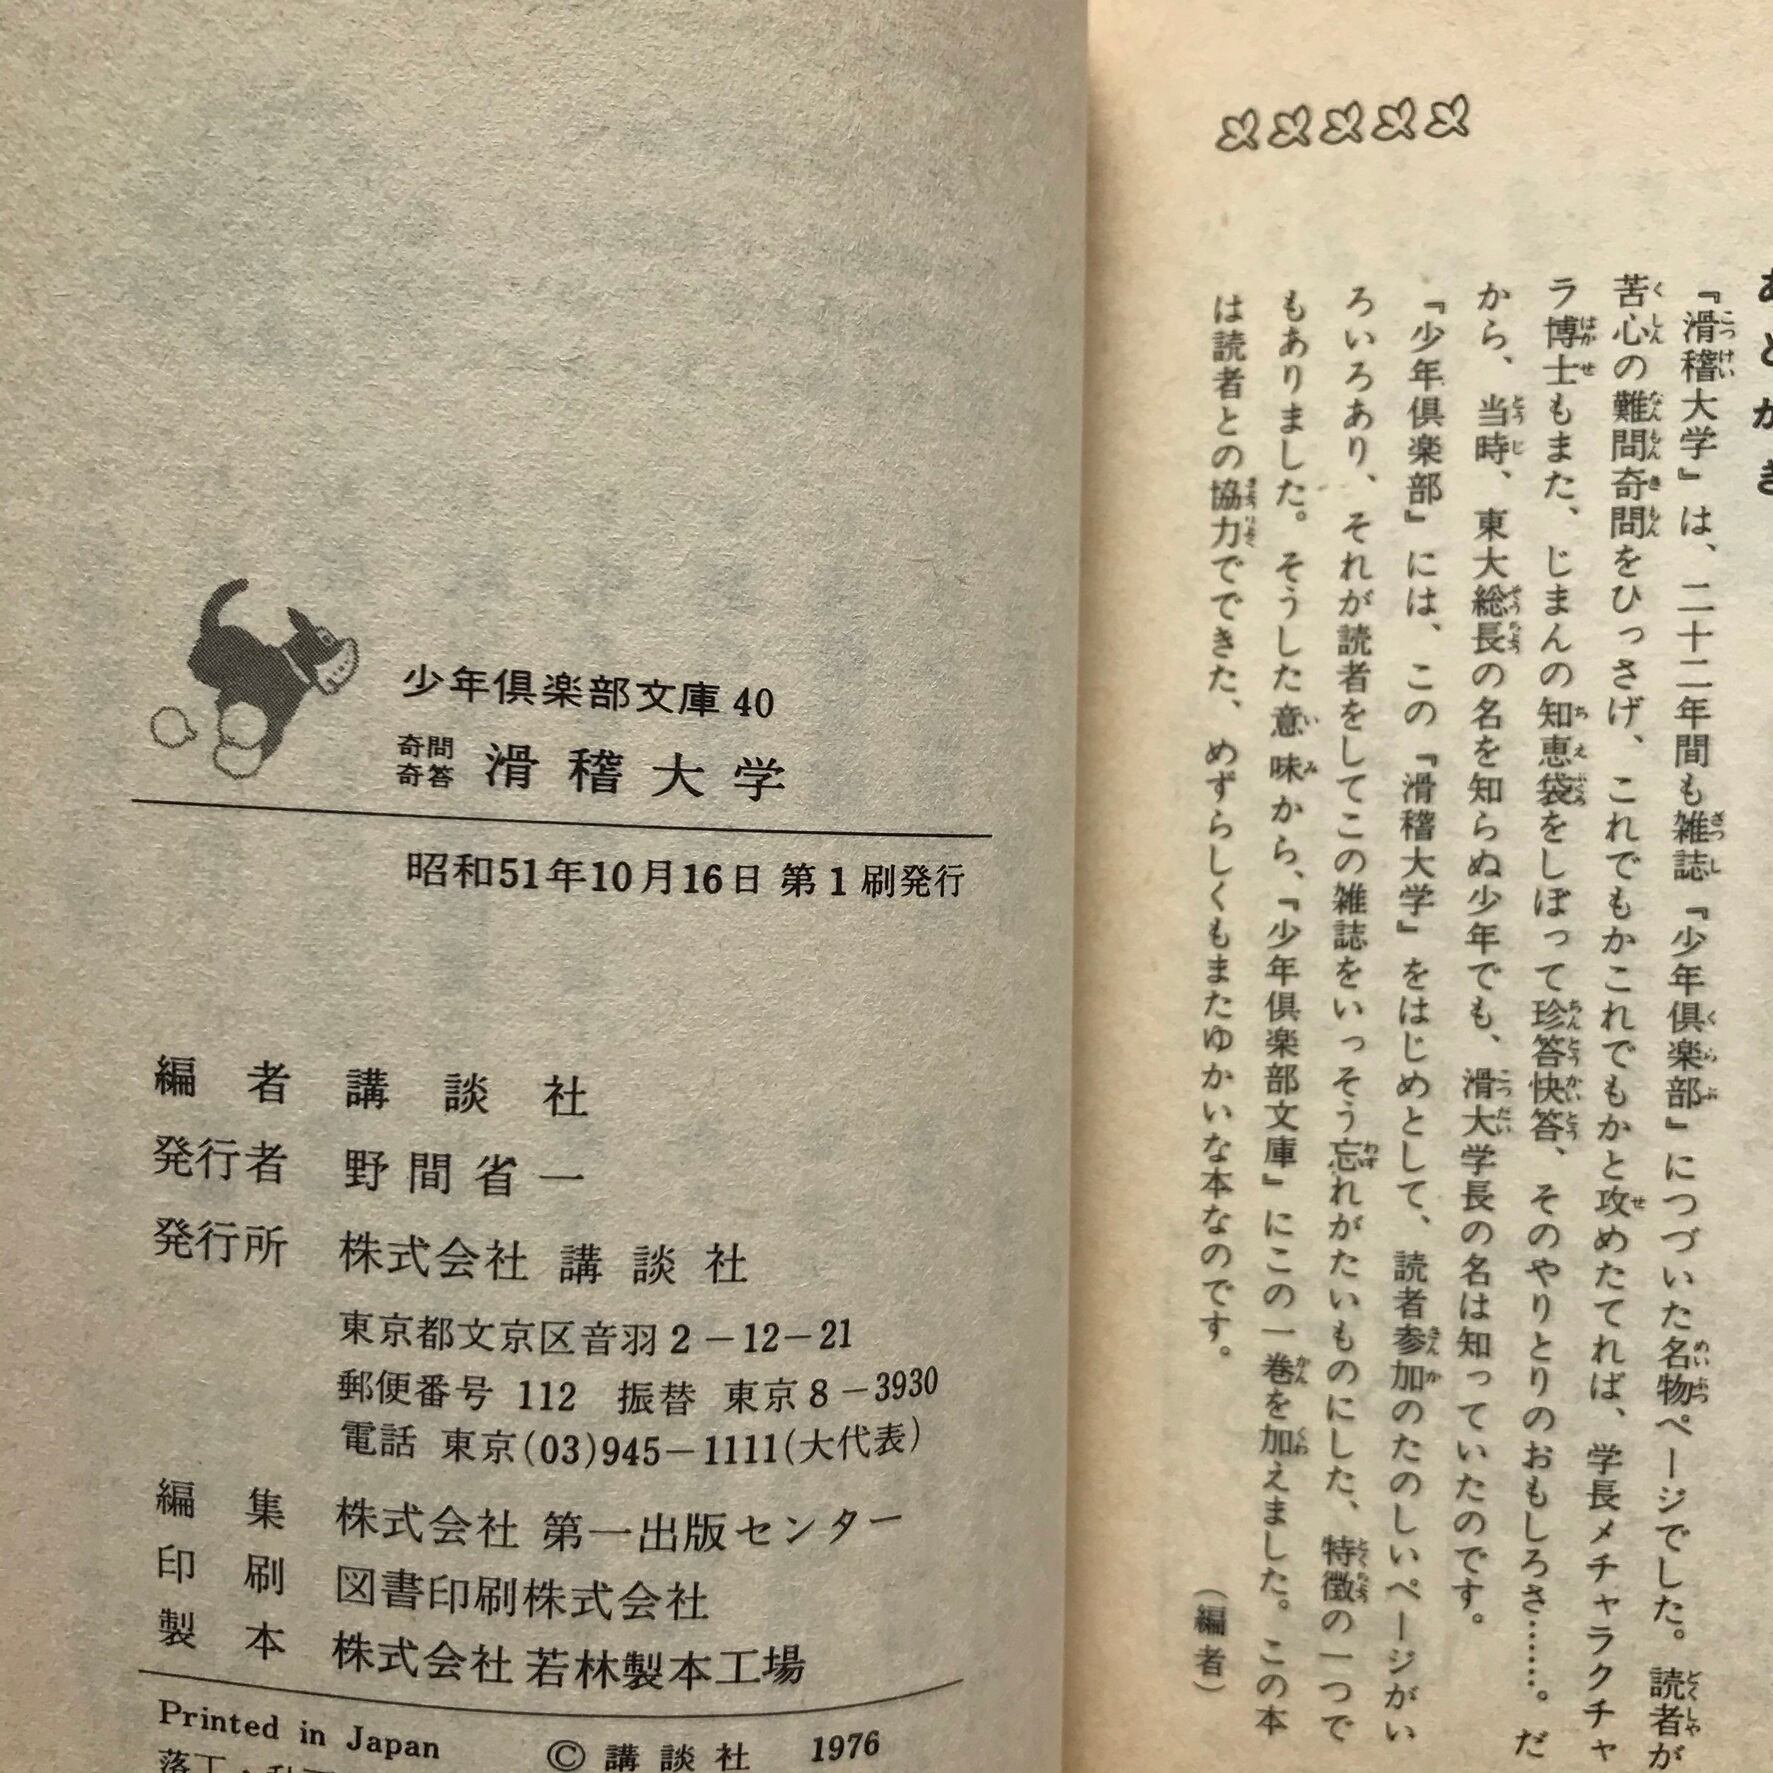 あとがき
『滑稽大学』は、二十二年間も雑誌『少年倶楽部』につづいた名物ページでした。読者が
苦心の難問奇問をひっさげ、これでもかこれでもかと攻めたてれば、学長メチャラクチャ
ラ博士もまた、じまんの知恵袋をしぼって珍答快答、そのやりとりのおもしろさ……。だ
から、当時、東大総長の名を知らぬ少年でも、滑大学長の名は知っていたのです。
『少年倶楽部』には、この『滑稽大学』をはじめとして、読者参加のたのしいページがい
ろいろあり、それが読者をしてこの雑誌をいっそう忘れがたいものにした、特徴の一つで
もありました。そうした意味から、『少年倶楽部文庫』にこの一巻を加えました。この本
は読者との協力でできた、めずらしくもまたゆかいな本なのです。
（編者）
少年倶楽部文庫 40
奇問奇答 滑稽大学
昭和51年10月16日 第1刷発行
編者 講談社
発行者 野間省一
発行所 株式会社 講談社
東京都文京区音羽2-12-21
郵便番号 112 振替 東京8-3930
電話 東京(03)945-1111(大代表)
編集 株式会社 第一出版センター
印刷 図書印刷株式会社
製本 株式会社 若林製本工場
Printed in Japan © 講談社 1976